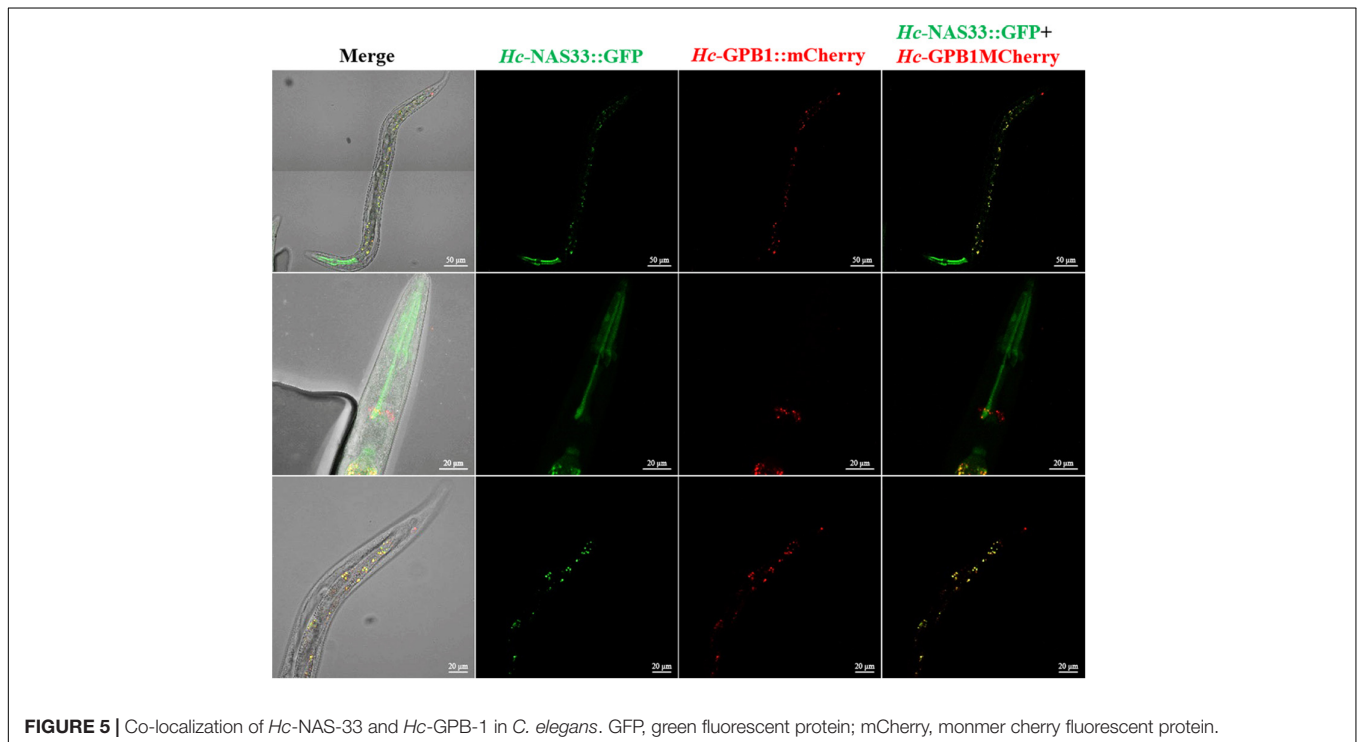 Merge
Hc-NAS33::GFP
Hc-GPB1::mCherry
Hc-NAS33::GFP+
Hc-GPB1MCherry
50 µm
50 µm
50 µm
50 µm
20 µm
20 µm
20 µm
20 µm
20 µm
20 µm
20 µm
20 µm
FIGURE 5 | Co-localization of Hc-NAS-33 and Hc-GPB-1 in C. elegans. GFP, green fluorescent protein; mCherry, monmer cherry fluorescent protein.